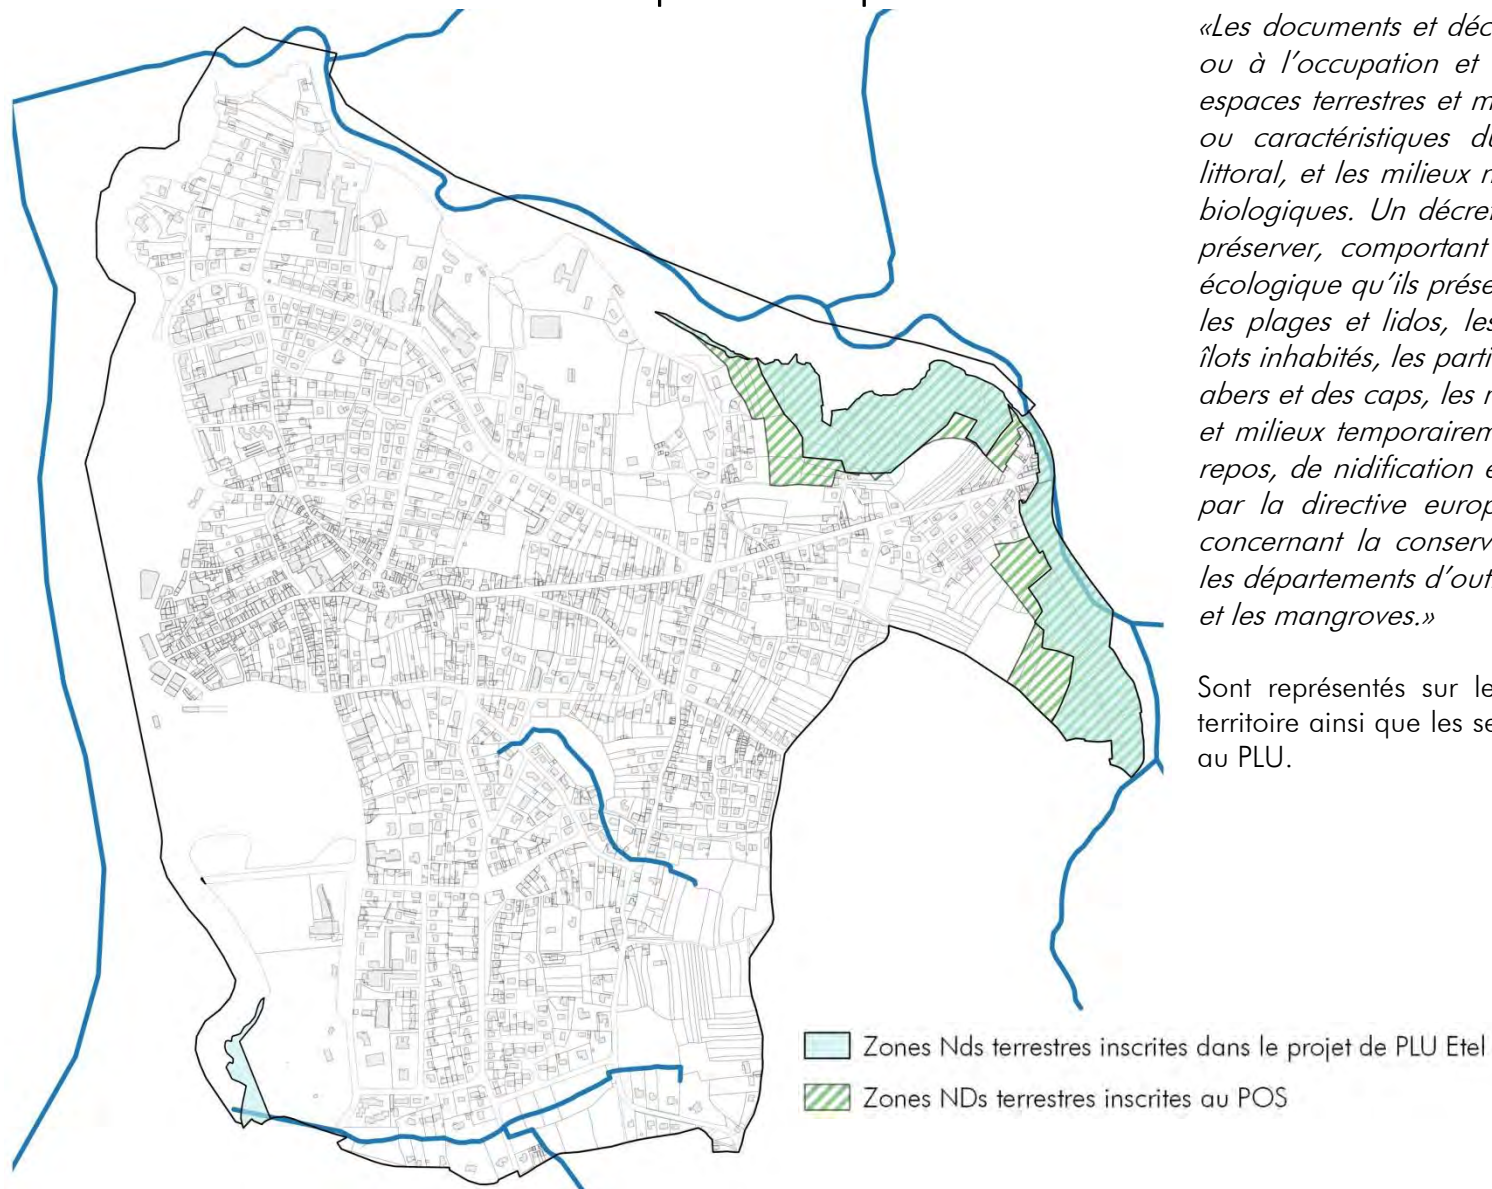 «Les documents et déc
ou à l’occupation et
espaces terrestres et m
ou caractéristiques du
littoral, et les milieux n
biologiques. Un décret
préserver, comportant
écologique qu’ils prése
les plages et lidos, les
îlots inhabités, les parti
abers et des caps, les r
et milieux temporairem
repos, de nidification e
par la directive europ
concernant la conserv
les départements d’out
et les mangroves.»
Sont représentés sur le
territoire ainsi que les se
au PLU.
Zones Nds terrestres inscrites dans le projet de PLU Etel
Zones NDs terrestres inscrites au POS